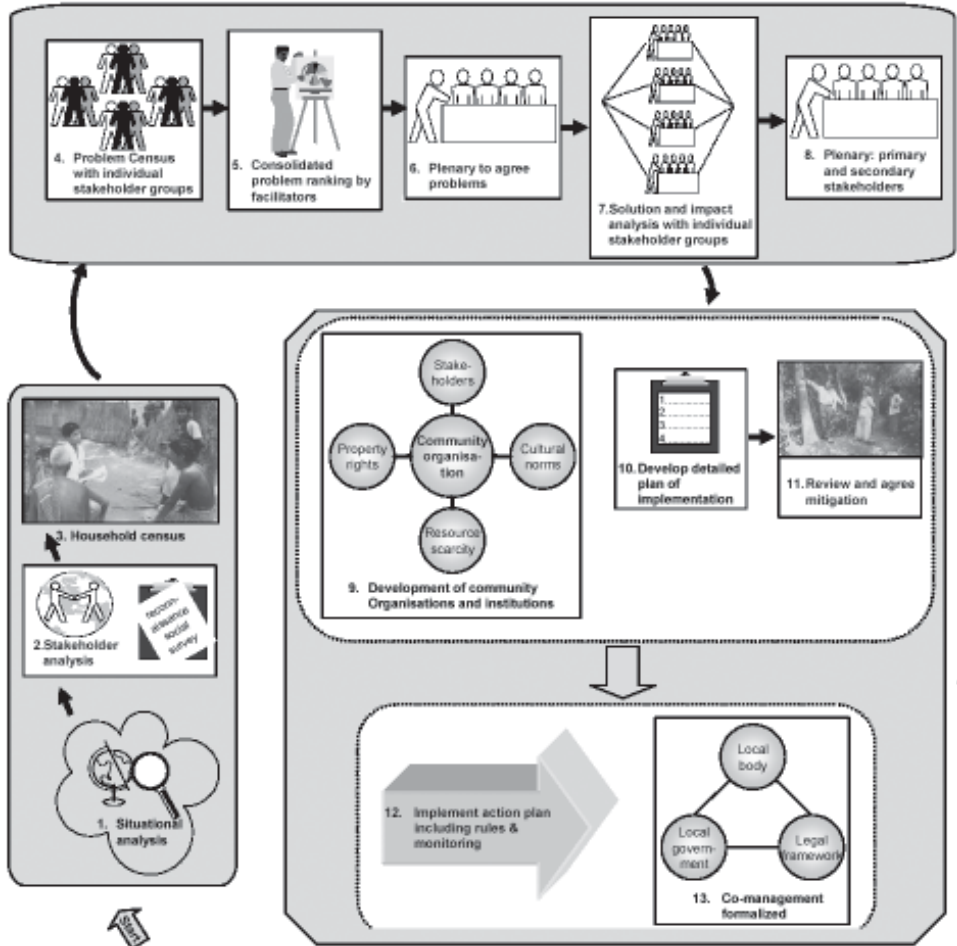 4. Problem Census
with individual
stakeholder groups
5. Consolidated
problem ranking by
facilitators
6. Plenary to agree
problems
7.Solution and impact
analysis with individual
stakeholder groups
8. Plenary: primary
and secondary
stakeholders
3. Household census
2.Stakeholder
analysis
reconn-
aissance
social
survey
1. Situational
analysis
Start
Stake-
holders
Property
rights
Community
organisa-
tion
Cultural
norms
Resource
scarcity
9. Development of community
Organisations and institutions
1.
2.
3.
4.
10. Develop detailed
plan of
implementation
11. Review and agree
mitigation
12. Implement action plan
including rules &
monitoring
Local
body
Local
govern-
ment
Legal
framework
13. Co-management
formalized